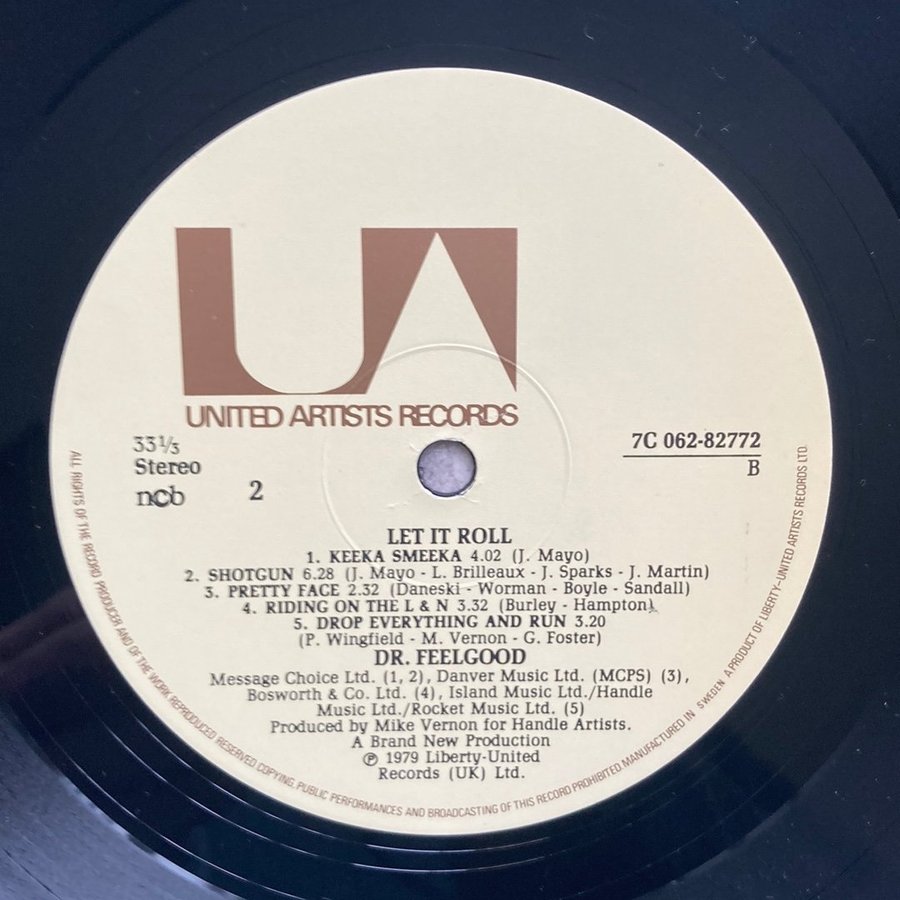 UA
UNITED ARTISTS RECORDS
33⅓
Stereo
ncb
2
7C 062-82772
B
LET IT ROLL
1. KEEKA SMEEKA 4.02 (J. Mayo)
2. SHOTGUN 6.28 (J. Mayo - L. Brilleaux - J. Sparks - J. Martin)
3. PRETTY FACE 2.32 (Daneski - Worman - Boyle - Sandall)
4. RIDING ON THE L & N 3.32 (Burley - Hampton)
5. DROP EVERYTHING AND RUN 3.20
(P. Wingfield - M. Vernon - G. Foster)
DR. FEELGOOD
Message Choice Ltd. (1, 2), Danver Music Ltd. (MCPS) (3),
Bosworth & Co. Ltd. (4), Island Music Ltd./Handle
Music Ltd./Rocket Music Ltd. (5)
Produced by Mike Vernon for Handle Artists.
A Brand New Production
℗ 1979 Liberty-United
Records (UK) Ltd.
ALL RIGHTS OF THE RECORD PRODUCER AND OF THE WORK REPRODUCED RESERVED COPYING, PUBLIC PERFORMANCES AND BROADCASTING OF THIS RECORD PROHIBITED MANUFACTURED IN SWEDEN A PRODUCT OF LIBERTY-UNITED ARTISTS RECORDS LTD.